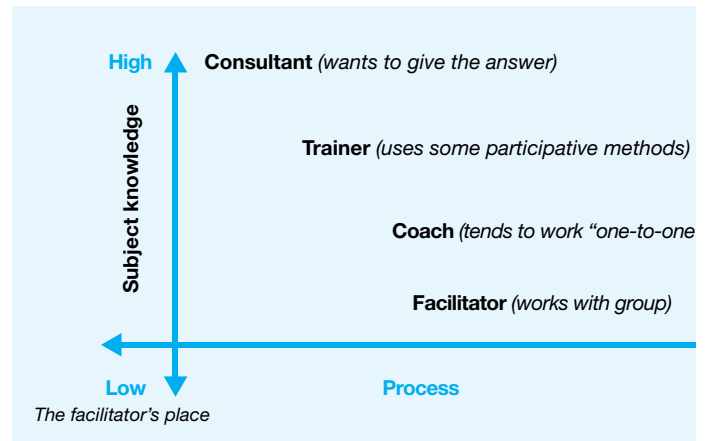 High
Consultant (wants to give the answer)
Subject knowledge
Trainer (uses some participative methods)
Coach (tends to work “one-to-one
Facilitator (works with group)
Low
Process
The facilitator’s place